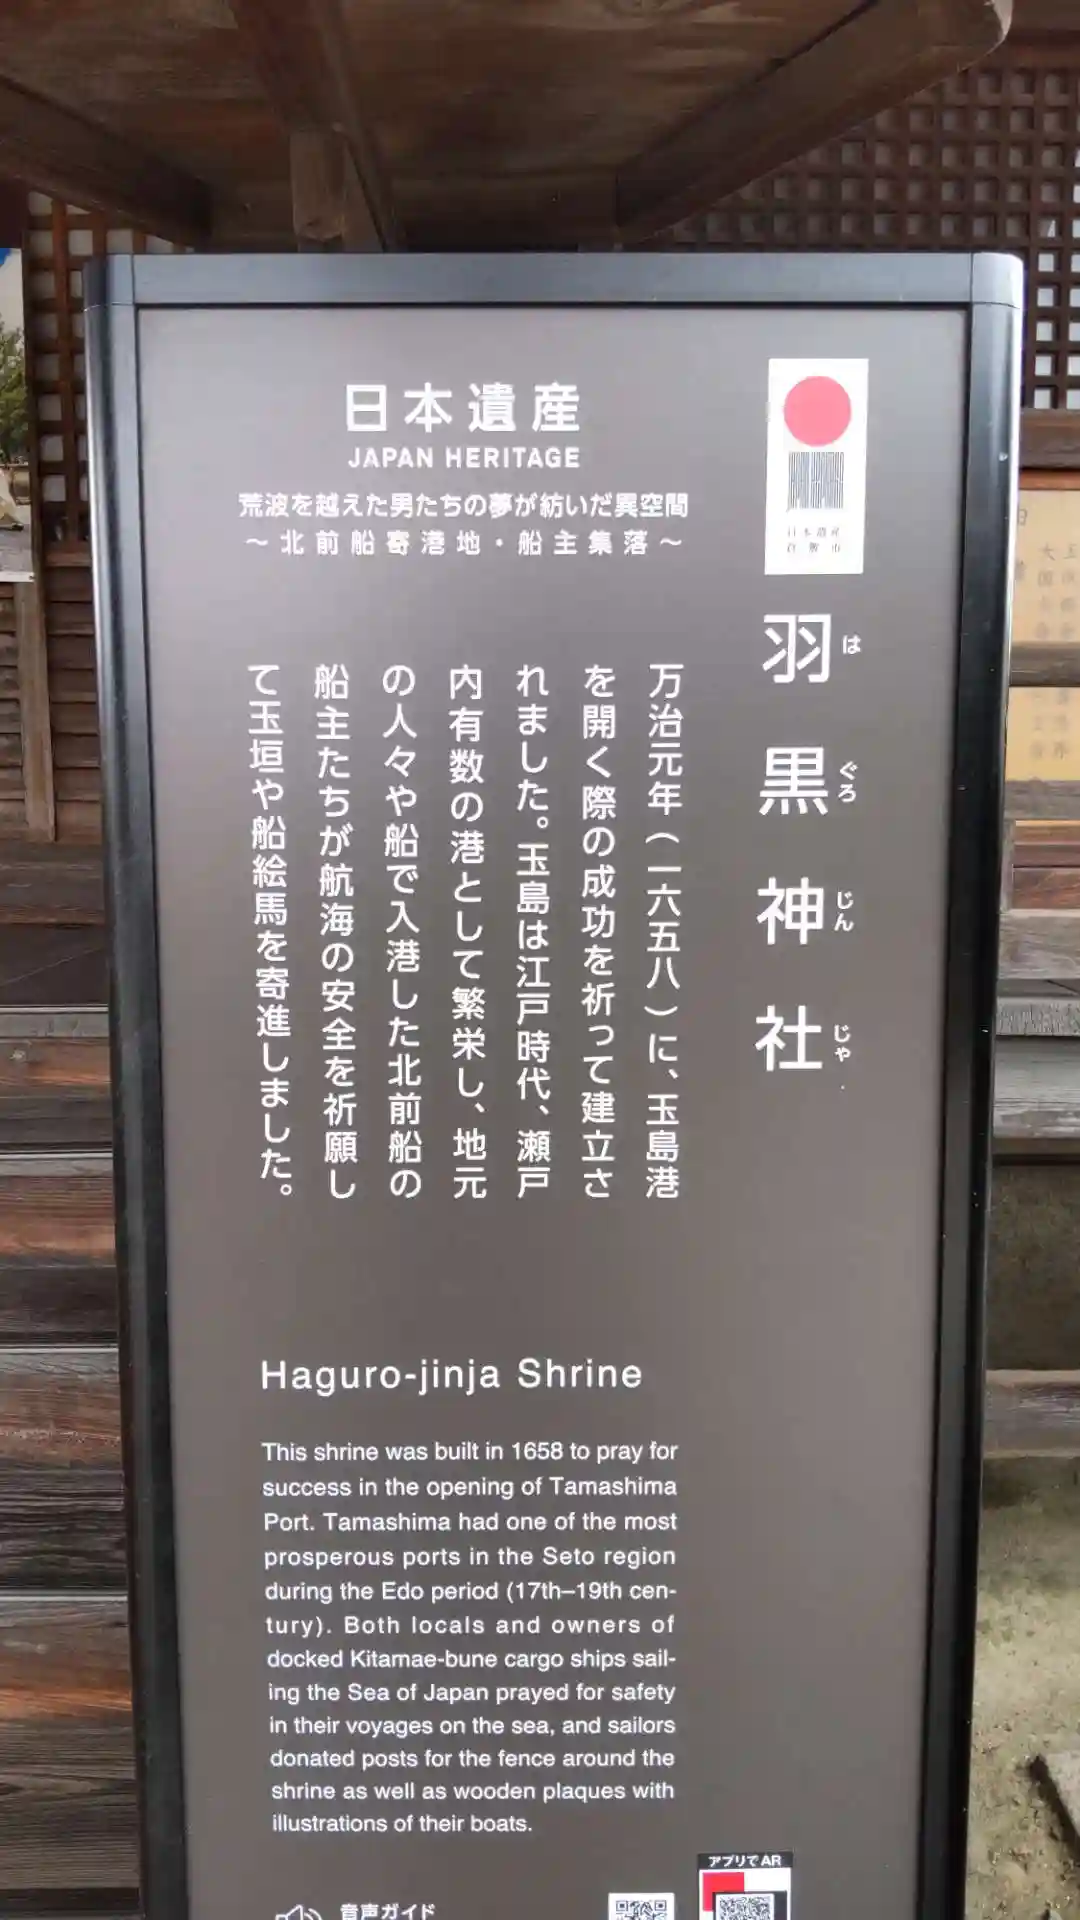 日本遺産
JAPAN HERITAGE
荒波を越えた男たちの夢が紡いだ異空間
～北前船寄港地・船主集落～
日本遺産
倉敷市
羽黒神社
は ぐろ じん じゃ
万治元年(一六五八)に、玉島港
を開く際の成功を祈って建立さ
れました。玉島は江戸時代、瀬戸
内有数の港として繁栄し、地元
の人々や船で入港した北前船の
船主たちが航海の安全を祈願し
て玉垣や船絵馬を寄進しました。
Haguro-jinja Shrine
This shrine was built in 1658 to pray for
success in the opening of Tamashima
Port. Tamashima had one of the most
prosperous ports in the Seto region
during the Edo period (17th–19th cen-
tury). Both locals and owners of
docked Kitamae-bune cargo ships sail-
ing the Sea of Japan prayed for safety
in their voyages on the sea, and sailors
donated posts for the fence around the
shrine as well as wooden plaques with
illustrations of their boats.
アプリでAR
音声ガイド